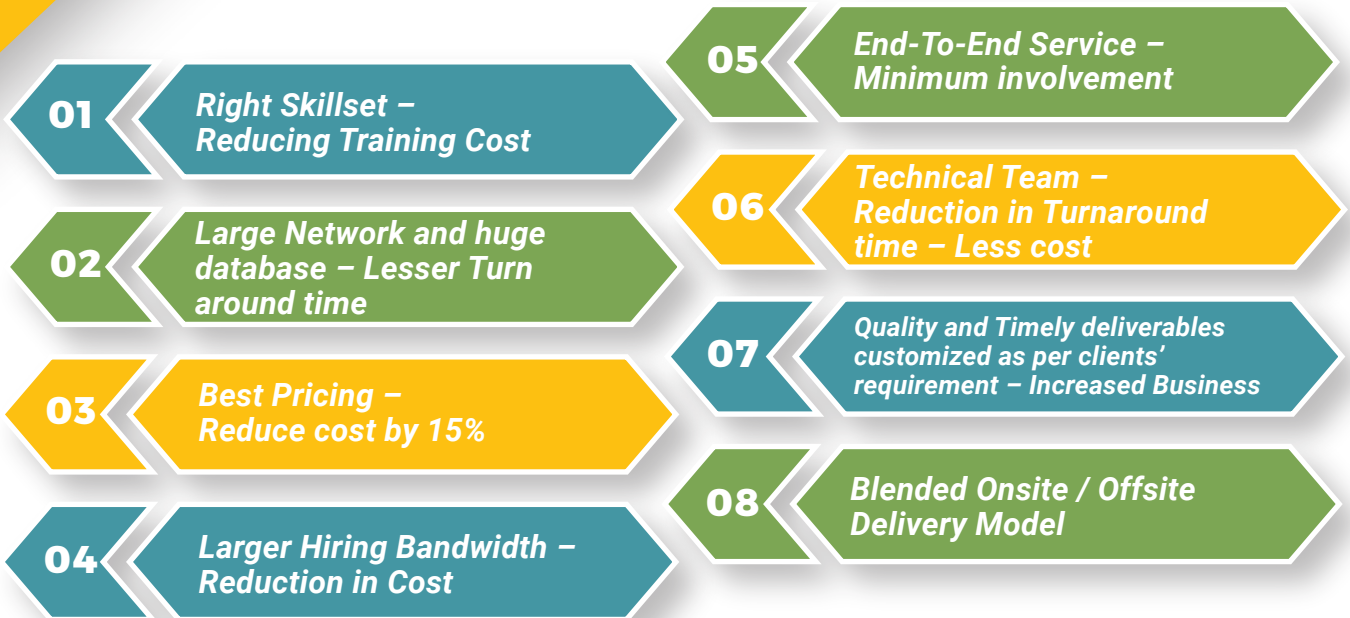 01
Right Skillset –
Reducing Training Cost
02
Large Network and huge
database – Lesser Turn
around time
03
Best Pricing –
Reduce cost by 15%
04
Larger Hiring Bandwidth –
Reduction in Cost
05
End-To-End Service –
Minimum involvement
06
Technical Team –
Reduction in Turnaround
time – Less cost
07
Quality and Timely deliverables
customized as per clients’
requirement – Increased Business
08
Blended Onsite / Offsite
Delivery Model